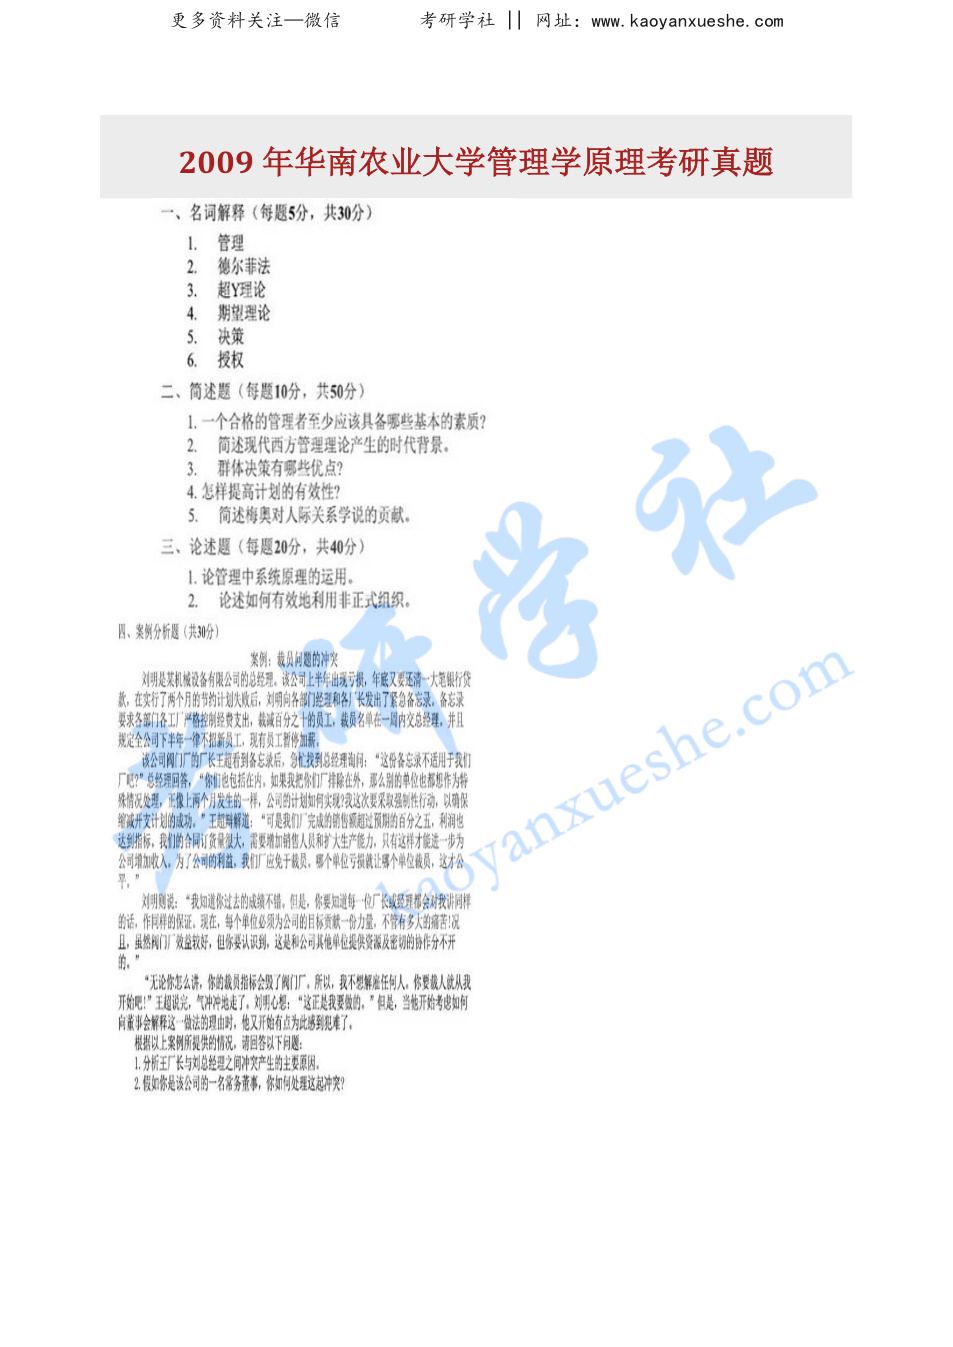 更多资料关注—微信 考研学社 || 网址：www.kaoyanxueshe.com
2009 年华南农业大学管理学原理考研真题
一、名词解释（每题5分，共30分）
1. 管理
2. 德尔菲法
3. 超Y理论
4. 期望理论
5. 决策
6. 授权
二、简述题（每题10分，共50分）
1. 一个合格的管理者至少应该具备哪些基本的素质?
2. 简述现代西方管理理论产生的时代背景。
3. 群体决策有哪些优点?
4. 怎样提高计划的有效性?
5. 简述梅奥对人际关系学说的贡献。
三、论述题（每题20分，共40分）
1. 论管理中系统原理的运用。
2. 论述如何有效地利用非正式组织。
四、案例分析题（共30分）
案例：裁员问题的冲突
刘明是某机械设备有限公司的总经理。该公司上半年出现亏损，年底又要还清一大笔银行贷
款，在实行了两个月的节约计划失败后，刘明向各部门经理和各厂长发出了紧急备忘录。备忘录
要求各部门各工厂严格控制经费支出，裁减百分之十的员工，裁员名单在一周内交总经理，并且
规定全公司下半年一律不招新员工，现有员工暂停加薪。
该公司阀门厂的厂长王超看到备忘录后，急忙找到总经理询问：“这份备忘录不适用于我们
厂吧?”总经理回答，“你们也包括在内。如果我把你们厂排除在外，那么别的单位也都想作为特
殊情况处理，正像上两个月发生的一样，公司的计划如何实现?我这次要采取强制性行动，以确保
缩减开支计划的成功。”王超辩解道：“可是我们厂完成的销售额超过预期的百分之五，利润也
达到指标。我们的合同订货量很大，需要增加销售人员和扩大生产能力，只有这样才能进一步为
公司增加收入。为了公司的利益，我们厂应免于裁员。哪个单位亏损就让哪个单位裁员，这才公
平。”
刘明则说：“我知道你过去的成绩不错。但是，你要知道每一位厂长或经理都会对我讲同样
的话，作同样的保证。现在，每个单位必须为公司的目标贡献一份力量，不管有多大的痛苦!况
且，虽然阀门厂效益较好，但你要认识到，这是和公司其他单位提供资源及密切的协作分不开
的。”
“无论你怎么讲，你的裁员指标会毁了阀门厂。所以，我不想解雇任何人。你要裁人就从我
开始吧!”王超说完，气冲冲地走了。刘明心想：“这正是我要做的。”但是，当他开始考虑如何
向董事会解释这一做法的理由时，他又开始有点为此感到犯难了。
根据以上案例所提供的情况，请回答以下问题：
1.分析王厂长与刘总经理之间冲突产生的主要原因。
2.假如你是该公司的一名常务董事，你如何处理这起冲突?
考研学社
kaoyanxueshe.com